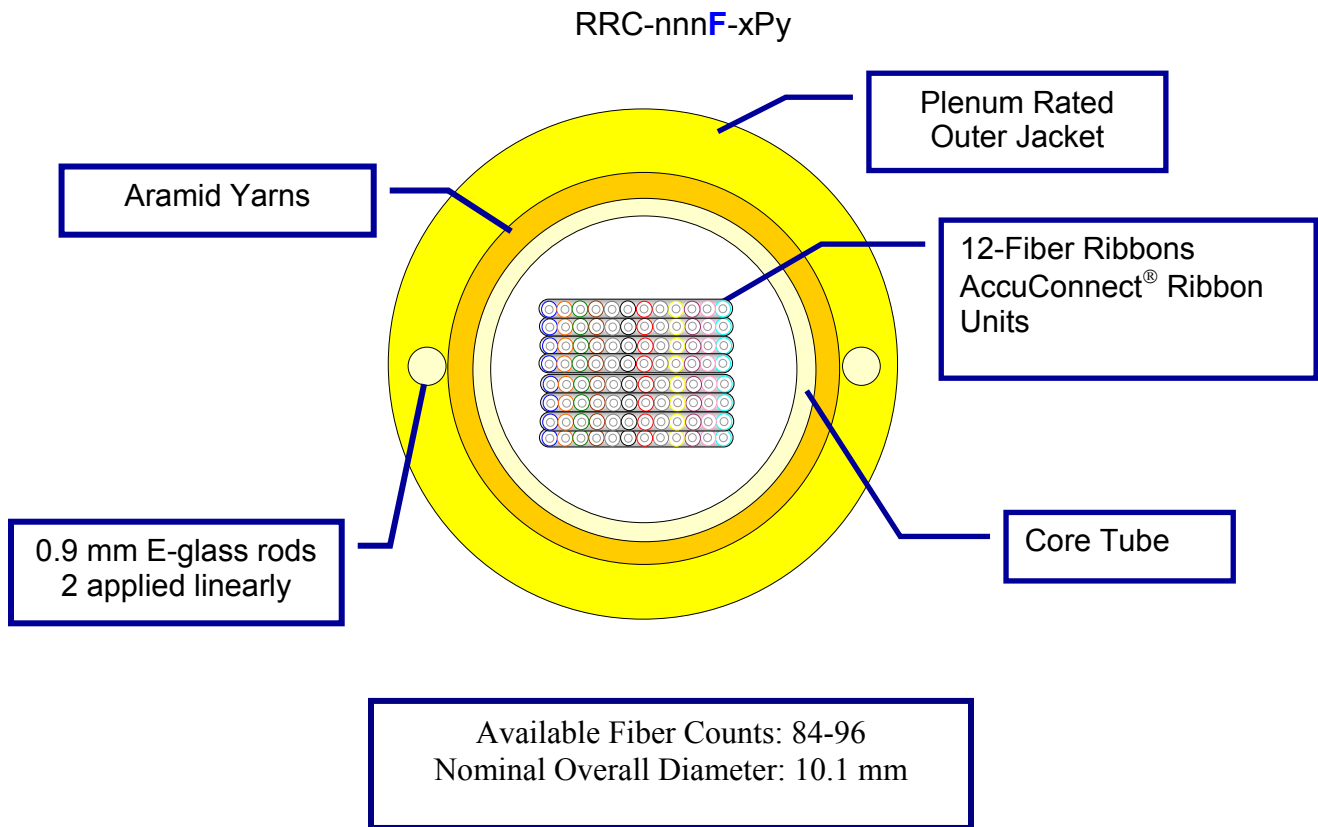 RRC-nnnF-xPy
Plenum Rated
Outer Jacket
Aramid Yarns
12-Fiber Ribbons
AccuConnect® Ribbon
Units
0.9 mm E-glass rods
2 applied linearly
Core Tube
Available Fiber Counts: 84-96
Nominal Overall Diameter: 10.1 mm